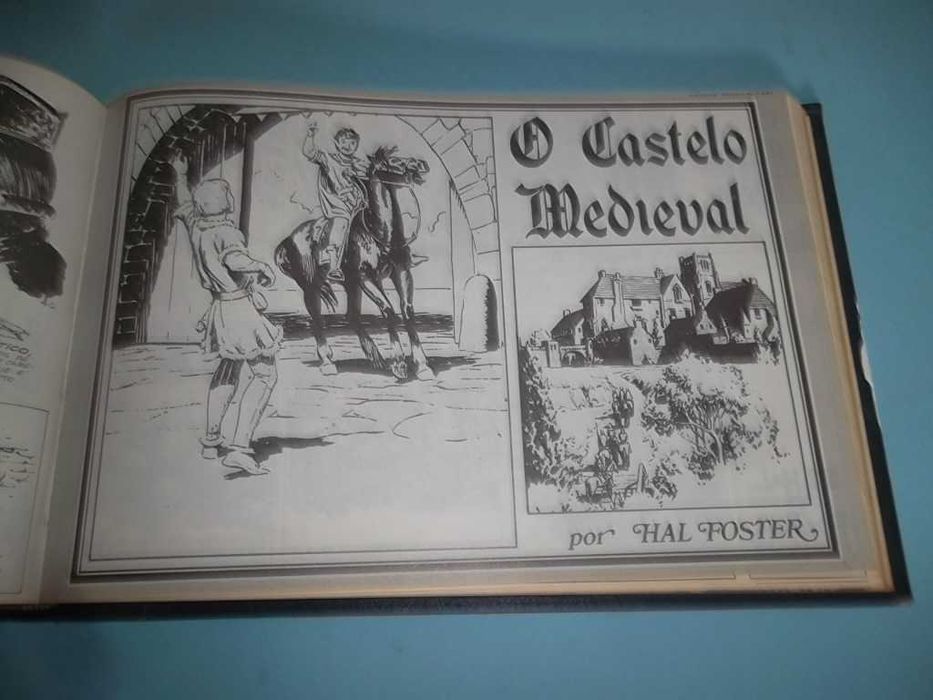 O Castelo
Medieval
por HAL FOSTER